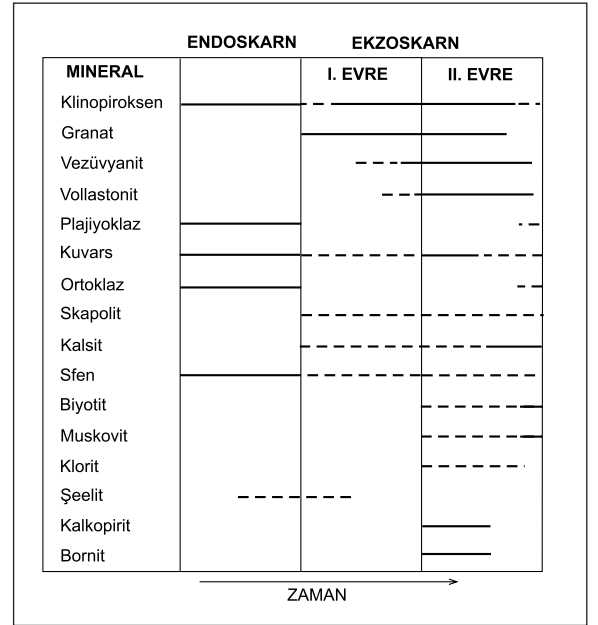 ENDOSKARN EKZOSKARN
MINERAL I. EVRE II. EVRE
Klinopiroksen
Granat
Vezüvyanit
Vollastonit
Plajiyoklaz
Kuvars
Ortoklaz
Skapolit
Kalsit
Sfen
Biyotit
Muskovit
Klorit
Şeelit
Kalkopirit
Bornit
ZAMAN